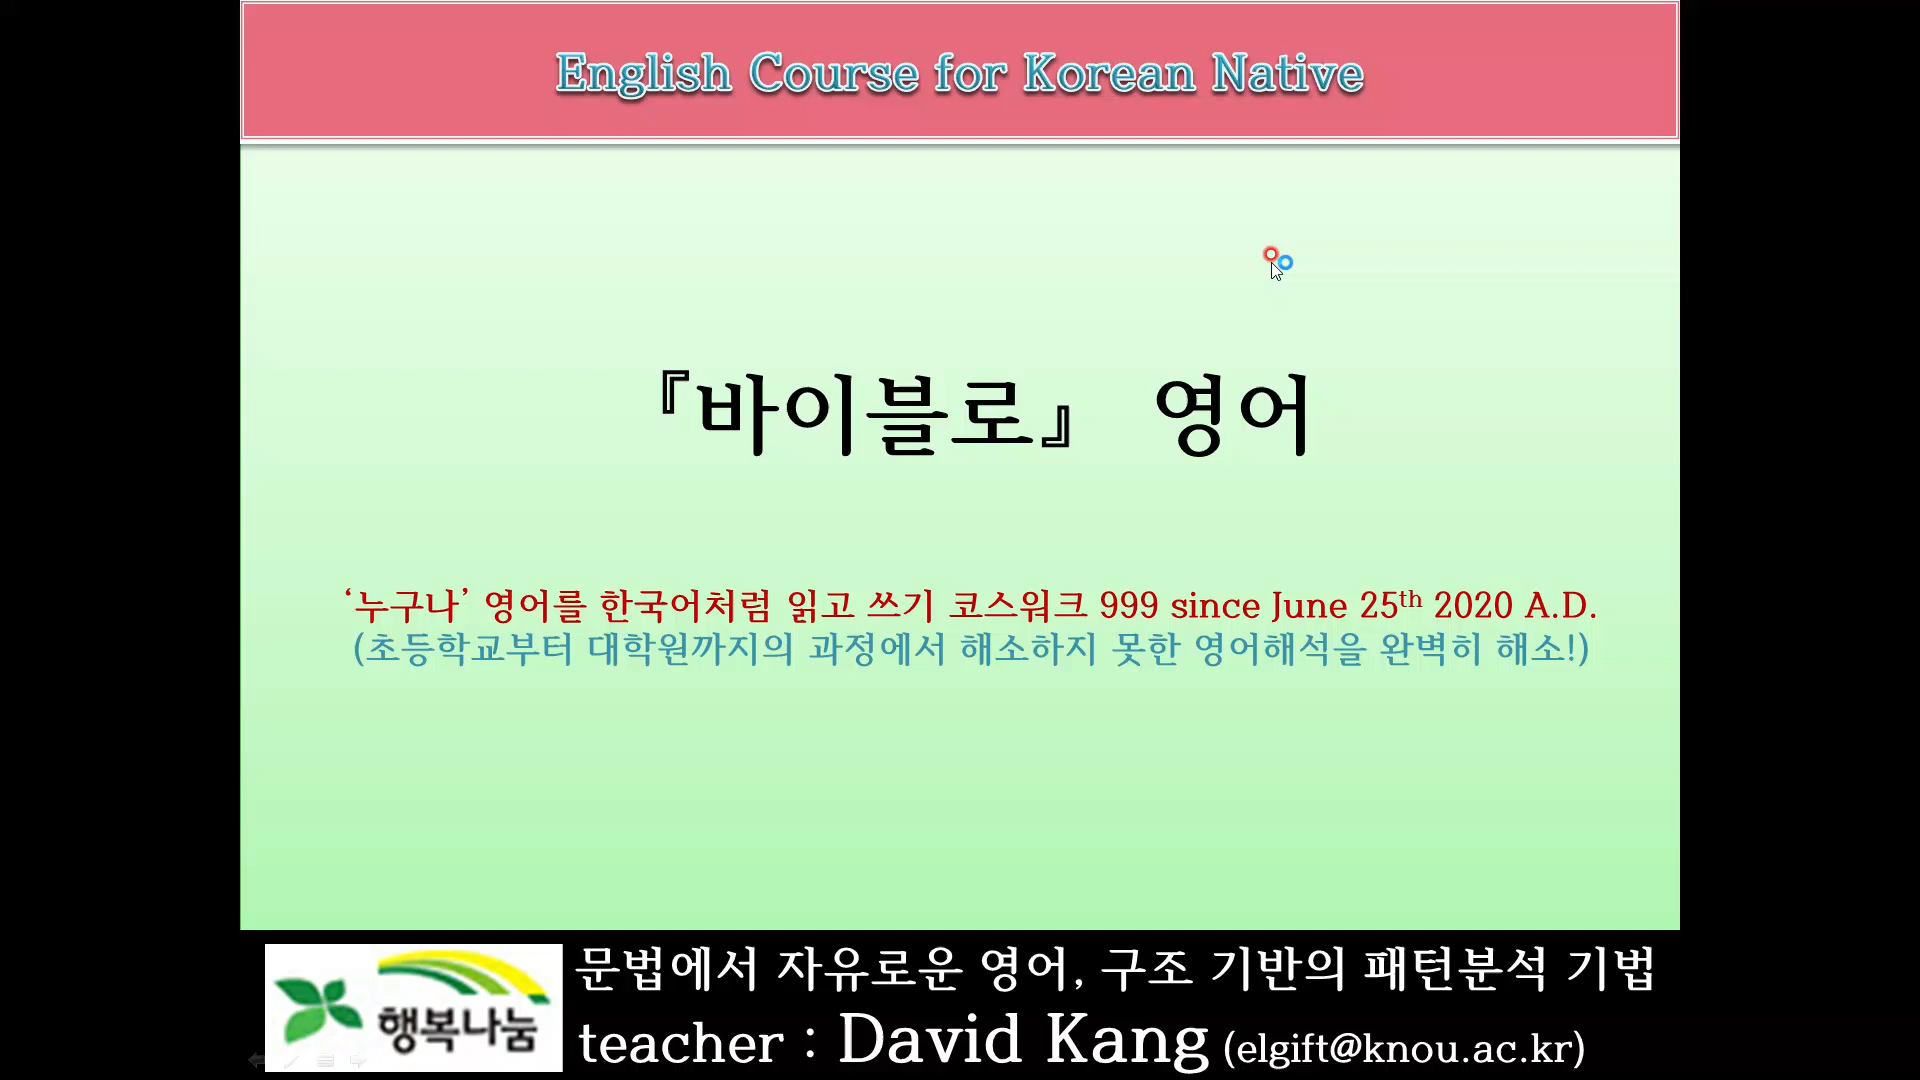 English Course for Korean Native
『바이블로』 영어
‘누구나’ 영어를 한국어처럼 읽고 쓰기 코스워크 999 since June 25th 2020 A.D.
(초등학교부터 대학원까지의 과정에서 해소하지 못한 영어해석을 완벽히 해소!)
행복나눔
문법에서 자유로운 영어, 구조 기반의 패턴분석 기법
teacher : David Kang (elgift@knou.ac.kr)